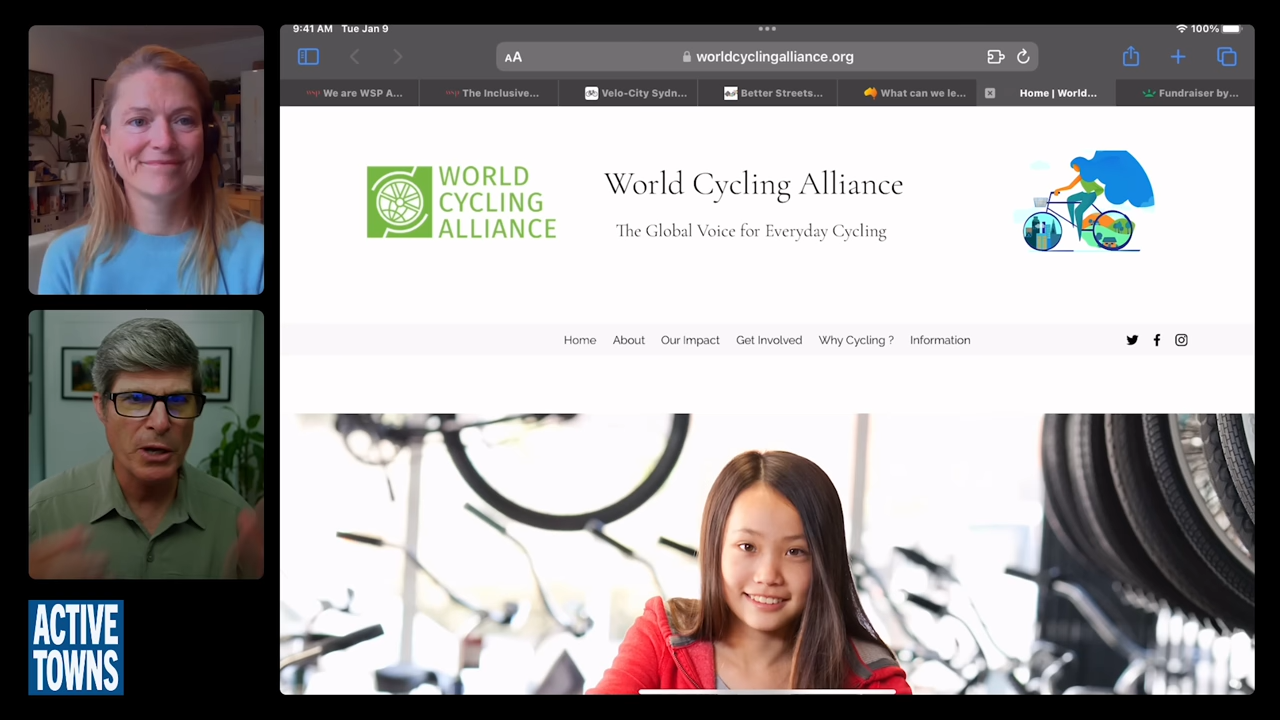 9:41 AM Tue Jan 9
100%
AA
worldcyclingalliance.org
We are WSP A...
The Inclusive...
Velo-City Sydn...
Better Streets...
What can we le...
Home | World...
Fundraiser by...
WORLD
CYCLING
ALLIANCE
World Cycling Alliance
The Global Voice for Everyday Cycling
Home About Our Impact Get Involved Why Cycling ? Information
ACTIVE
TOWNS